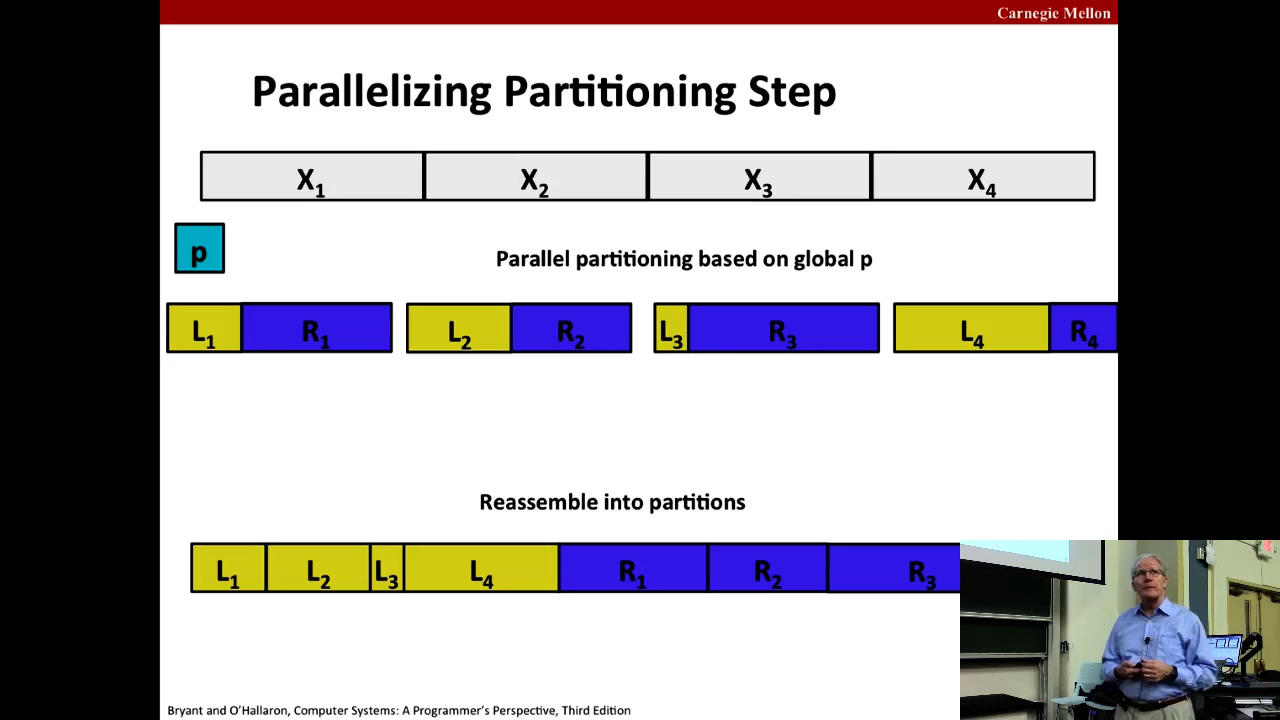 Carnegie Mellon
Parallelizing Partitioning Step
X1 X2 X3 X4
p
Parallel partitioning based on global p
L1 R1 L2 R2 L3 R3 L4 R4
Reassemble into partitions
L1 L2 L3 L4 R1 R2 R3
Bryant and O'Hallaron, Computer Systems: A Programmer's Perspective, Third Edition